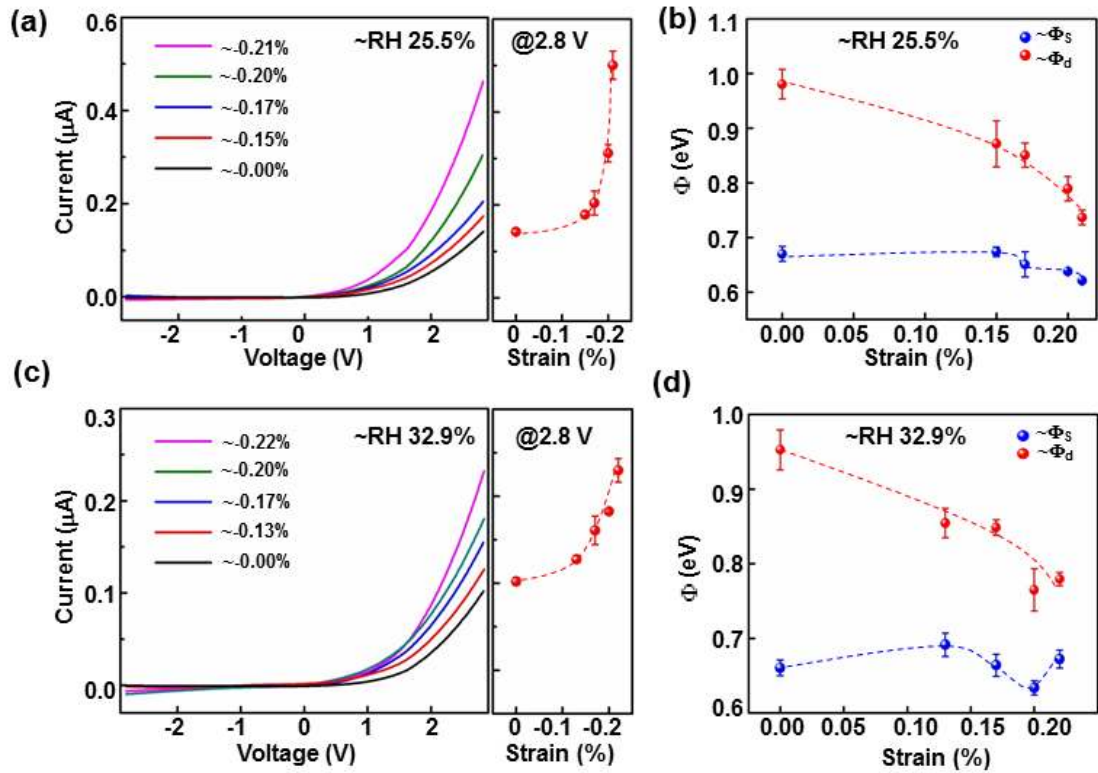 (a)
0.6
0.4
0.2
0.0
Current (μA)
~-0.21%
~-0.20%
~-0.17%
~-0.15%
~-0.00%
~RH 25.5%
-2 -1 0 1 2
Voltage (V)
@2.8 V
0 -0.1 -0.2
Strain (%)
(b)
1.1
1.0
0.9
0.8
0.7
0.6
Φ (eV)
~RH 25.5%
~Φs
~Φd
0.00 0.05 0.10 0.15 0.20
Strain (%)
(c)
0.3
0.2
0.1
0.0
Current (μA)
~-0.22%
~-0.20%
~-0.17%
~-0.13%
~-0.00%
~RH 32.9%
-2 -1 0 1 2
Voltage (V)
@2.8 V
0 -0.1 -0.2
Strain (%)
(d)
1.0
0.9
0.8
0.7
0.6
Φ (eV)
~RH 32.9%
~Φs
~Φd
0.00 0.05 0.10 0.15 0.20
Strain (%)